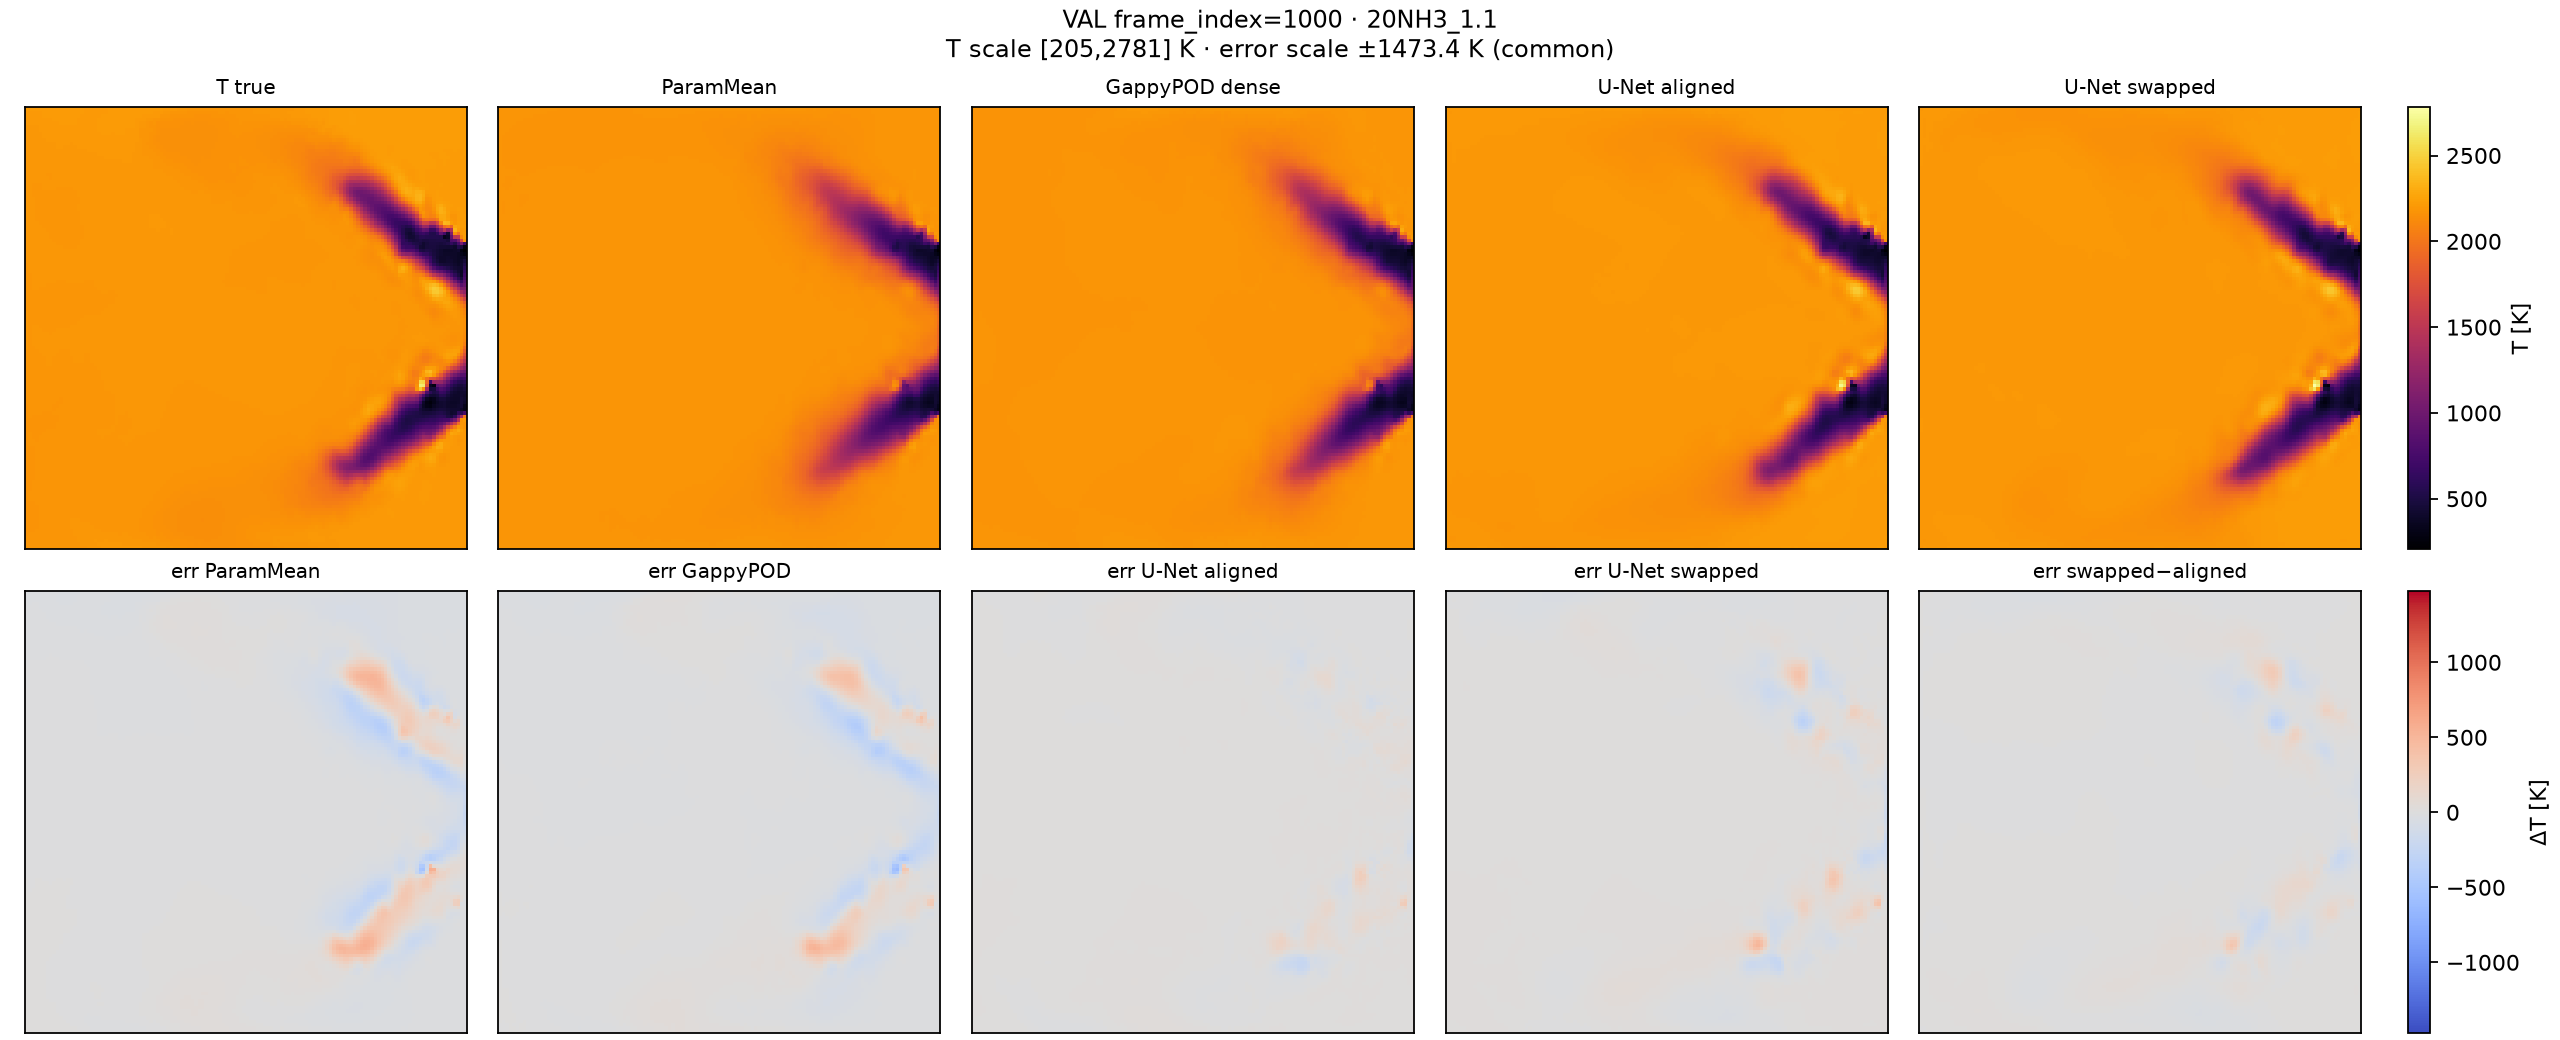 VAL frame_index=1000 · 20NH3_1.1
T scale [205,2781] K · error scale ±1473.4 K (common)
T true
ParamMean
GappyPOD dense
U-Net aligned
U-Net swapped
2500
2000
1500
1000
500
T [K]
err ParamMean
err GappyPOD
err U-Net aligned
err U-Net swapped
err swapped−aligned
1000
500
0
−500
−1000
ΔT [K]